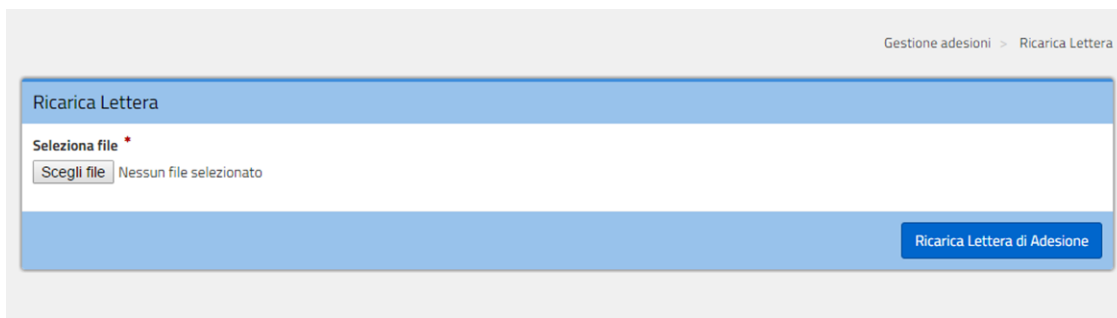 Gestione adesioni > Ricarica Lettera
Ricarica Lettera
Seleziona file *
Scegli file Nessun file selezionato
Ricarica Lettera di Adesione